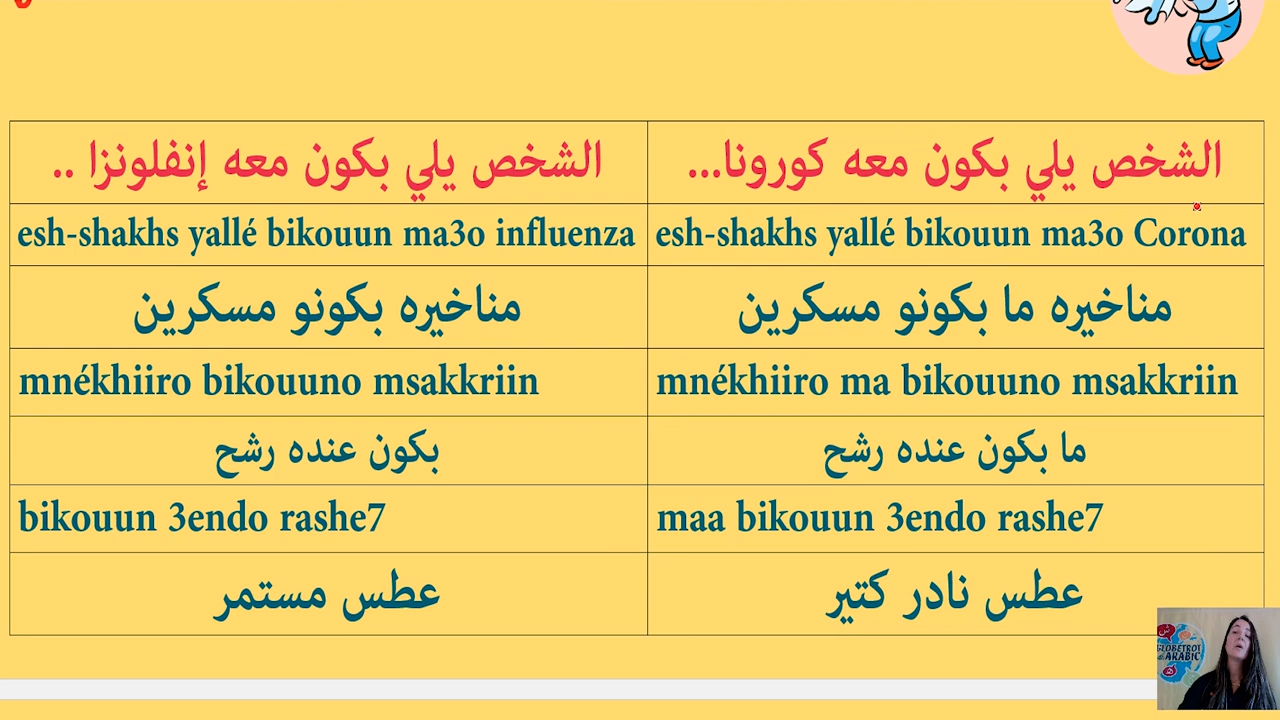 الشخص يلي بكون معه كورونا...
الشخص يلي بكون معه إنفلونزا ..
esh-shakhs yallé bikouun ma3o Corona
esh-shakhs yallé bikouun ma3o influenza
مناخيره ما بكونو مسكرين
مناخيره بكونو مسكرين
mnékhiiro ma bikouuno msakkriin
mnékhiiro bikouuno msakkriin
ما بكون عنده رشح
بكون عنده رشح
maa bikouun 3endo rashe7
bikouun 3endo rashe7
عطس نادر كتير
عطس مستمر
GLOBETROT
ARABIC